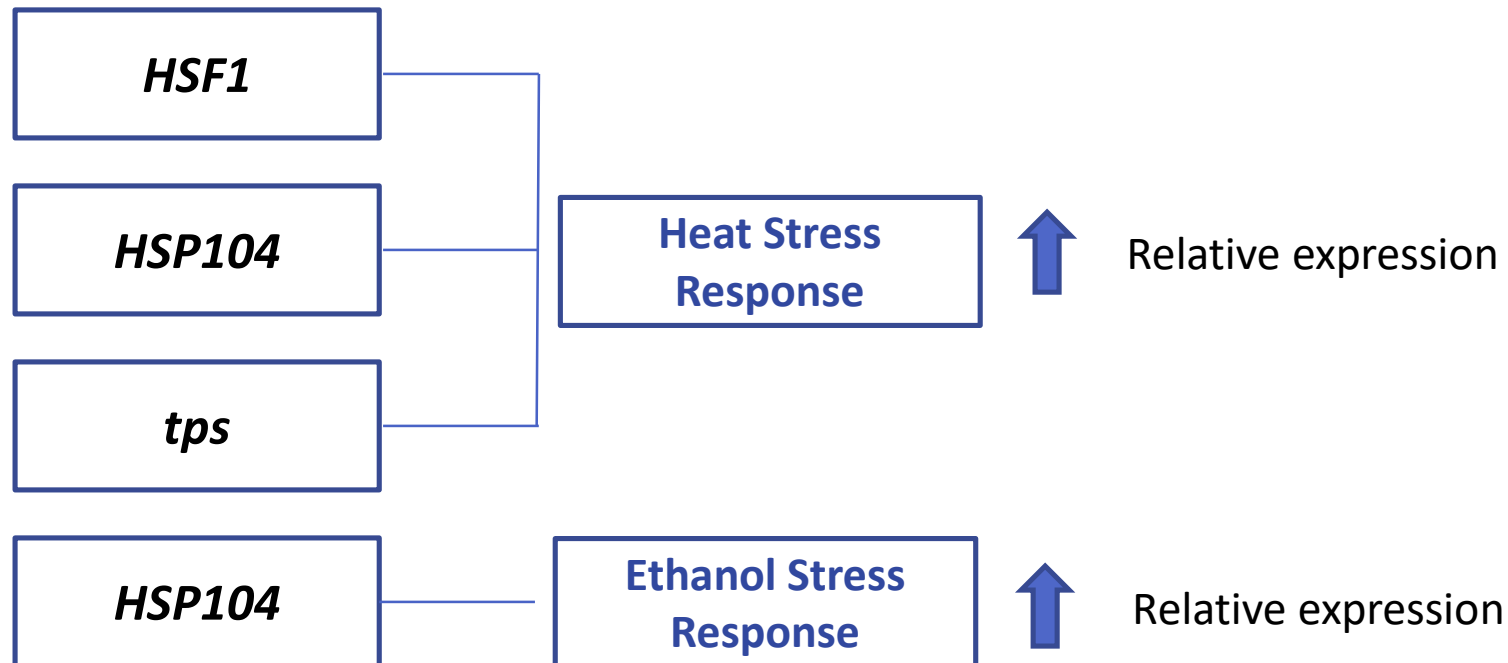 HSF1
HSP104
Heat Stress
Response
Relative expression
tps
HSP104
Ethanol Stress
Response
Relative expression